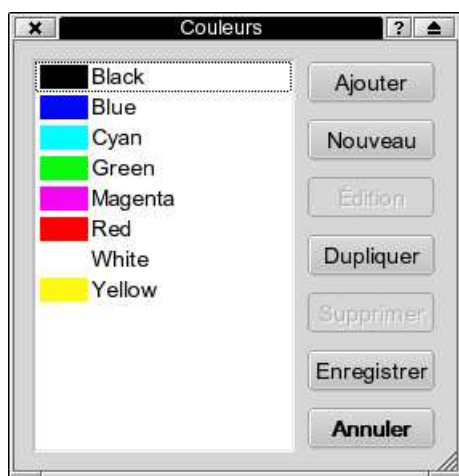 Couleurs
?
Black
Blue
Cyan
Green
Magenta
Red
White
Yellow
Ajouter
Nouveau
Édition
Dupliquer
Supprimer
Enregistrer
Annuler